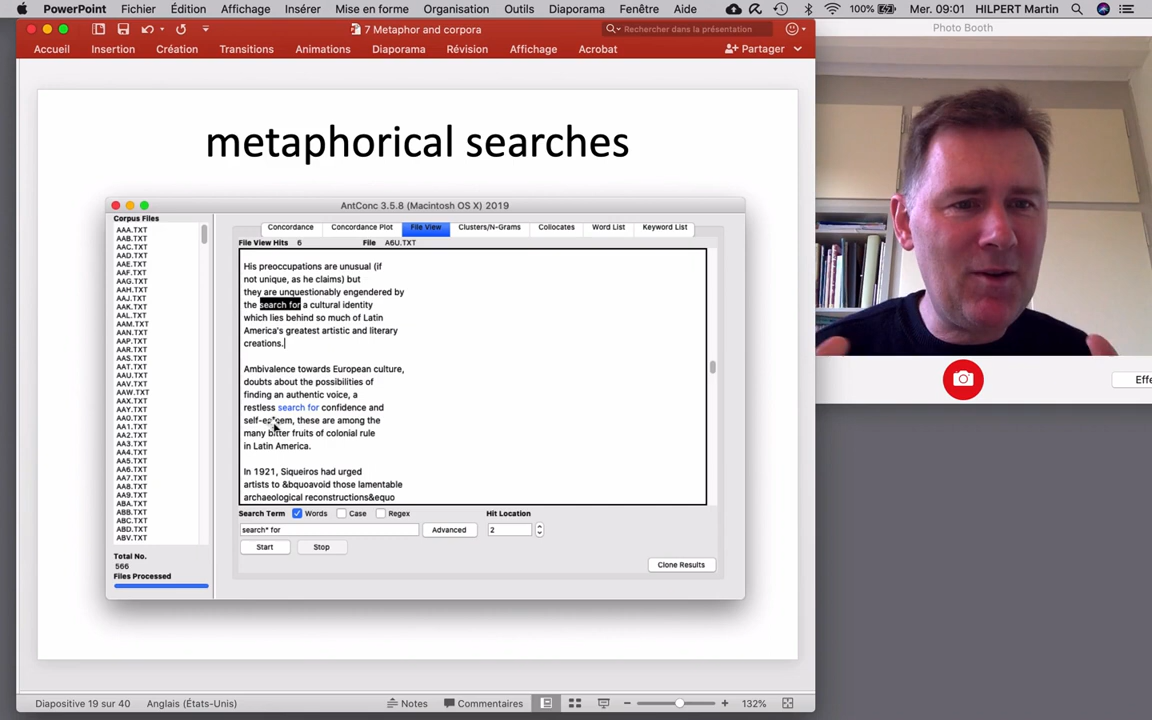 PowerPoint Fichier Édition Affichage Insérer Mise en forme Organisation Outils Diaporama Fenêtre Aide 100% Mer. 09:01 HILPERT Martin
7 Metaphor and corpora
Rechercher dans la présentation
Photo Booth
Accueil Insertion Création Transitions Animations Diaporama Révision Affichage Acrobat Partager
metaphorical searches
AntConc 3.5.8 (Macintosh OS X) 2019
Corpus Files
AAA.TXT
AAB.TXT
AAC.TXT
AAD.TXT
AAE.TXT
AAF.TXT
AAG.TXT
AAH.TXT
AAJ.TXT
AAK.TXT
AAL.TXT
AAM.TXT
AAN.TXT
AAP.TXT
AAR.TXT
AAS.TXT
AAT.TXT
AAU.TXT
AAV.TXT
AAW.TXT
AAX.TXT
AAY.TXT
AA0.TXT
AA1.TXT
AA2.TXT
AA3.TXT
AA4.TXT
AA5.TXT
AA6.TXT
AA7.TXT
AA8.TXT
AA9.TXT
ABA.TXT
ABB.TXT
ABC.TXT
ABD.TXT
ABV.TXT
Total No.
566
Files Processed
Concordance Concordance Plot File View Clusters/N-Grams Collocates Word List Keyword List
File View Hits 6 File A6U.TXT
His preoccupations are unusual (if
not unique, as he claims) but
they are unquestionably engendered by
the search for a cultural identity
which lies behind so much of Latin
America's greatest artistic and literary
creations.
Ambivalence towards European culture,
doubts about the possibilities of
finding an authentic voice, a
restless search for confidence and
self-esteem, these are among the
many bitter fruits of colonial rule
in Latin America.
In 1921, Siqueiros had urged
artists to &bquoavoid those lamentable
archaeological reconstructions&equo
Search Term Words Case Regex Hit Location
search* for Advanced 2
Start Stop
Clone Results
Effe
Diapositive 19 sur 40 Anglais (États-Unis) Notes Commentaires 132%